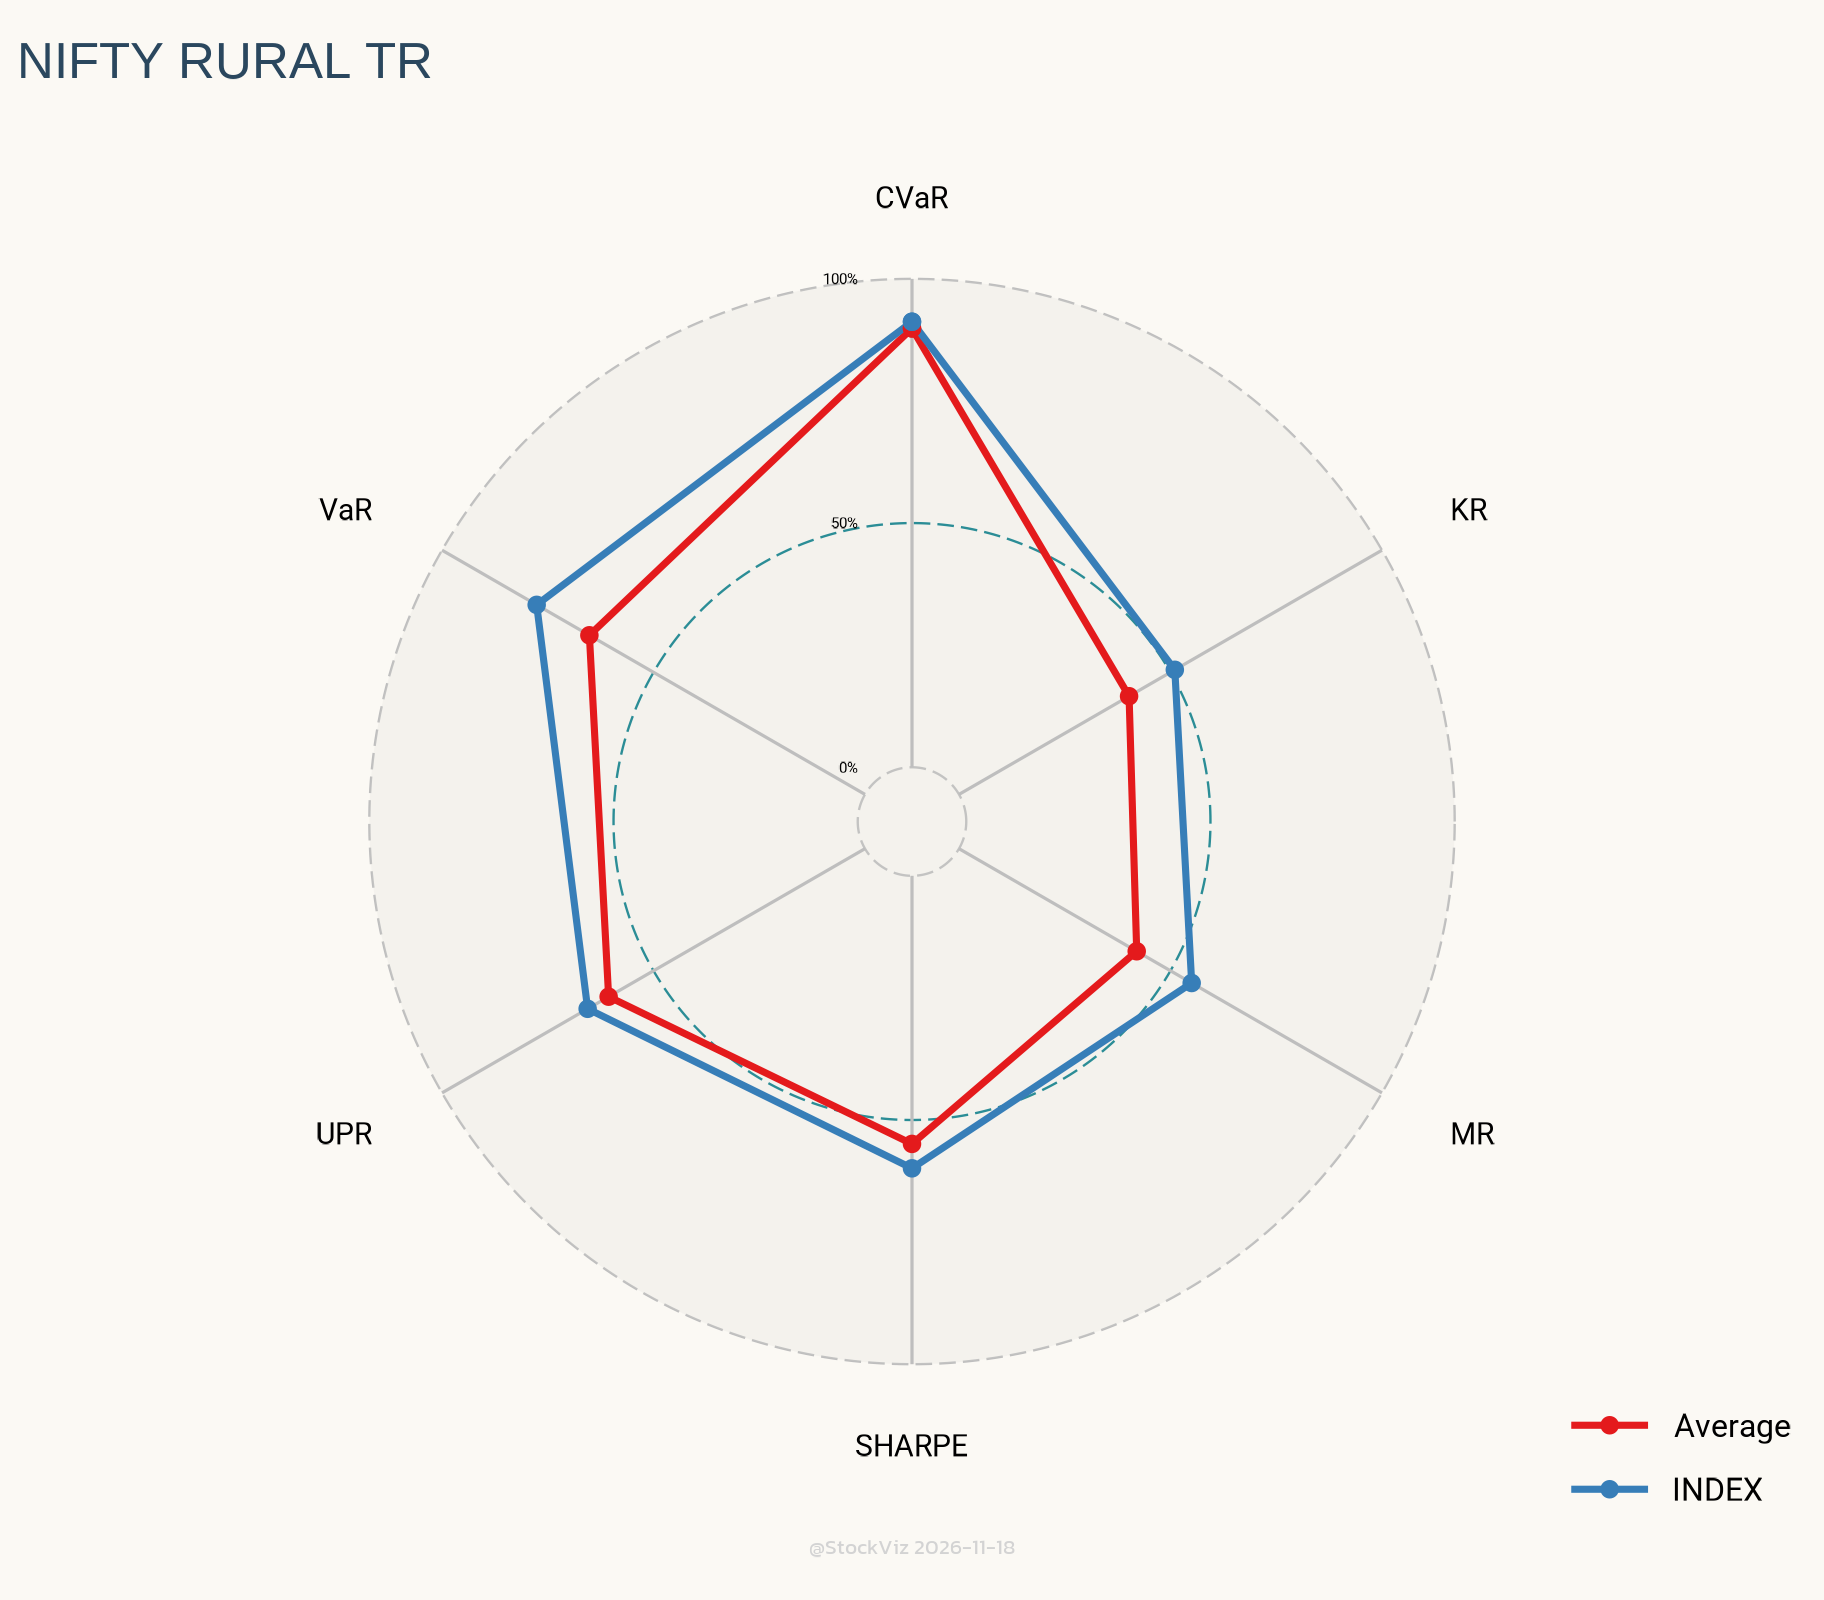 NIFTY RURAL TR
CVaR
100%
VaR
KR
50%
0%
UPR
MR
SHARPE
Average
INDEX
@StockViz 2026-11-18